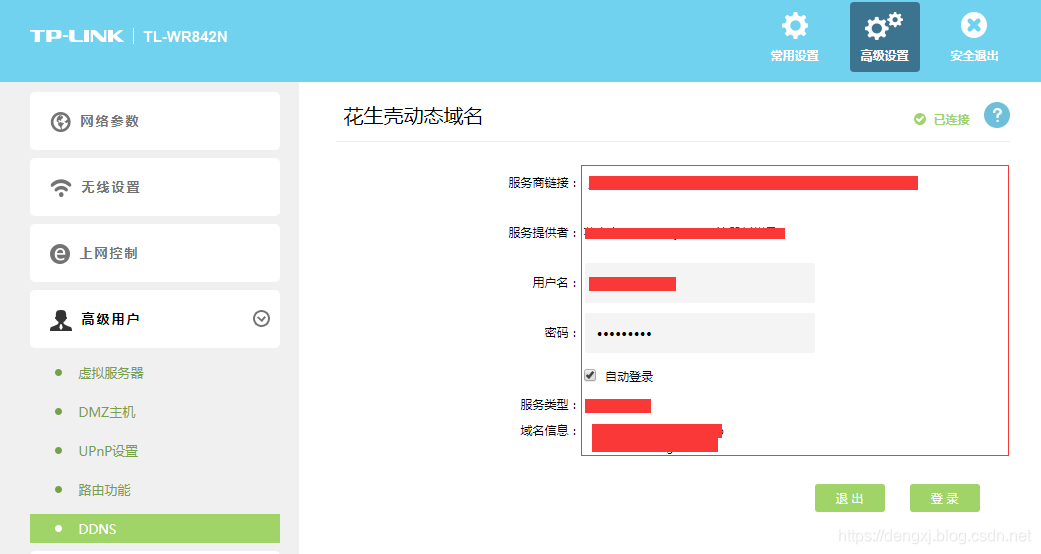 TP-LINK TL-WR842N
常用设置
高级设置
安全退出
网络参数
无线设置
上网控制
高级用户
虚拟服务器
DMZ主机
UPnP设置
路由功能
DDNS
花生壳动态域名
已连接
?
服务商链接：
服务提供者：
用户名：
密码： •••••••••
自动登录
服务类型：
域名信息：
退 出
登 录
https://dengxj.blog.csdn.net